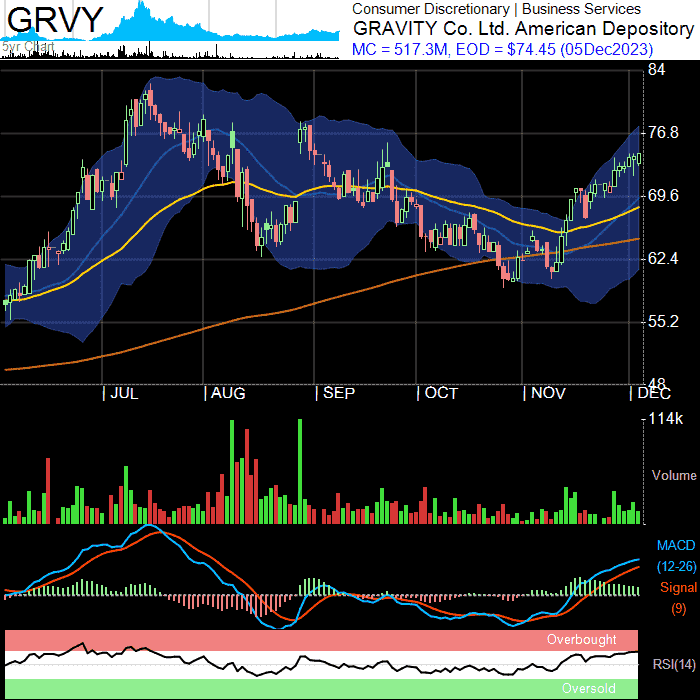 GRVY
5yr Chart
Consumer Discretionary | Business Services
GRAVITY Co. Ltd. American Depository
MC = 517.3M, EOD = $74.45 (05Dec2023)
84
76.8
69.6
62.4
55.2
48
| JUL | AUG | SEP | OCT | NOV | DEC
114k
Volume
MACD
(12-26)
Signal
(9)
Overbought
RSI(14)
Oversold